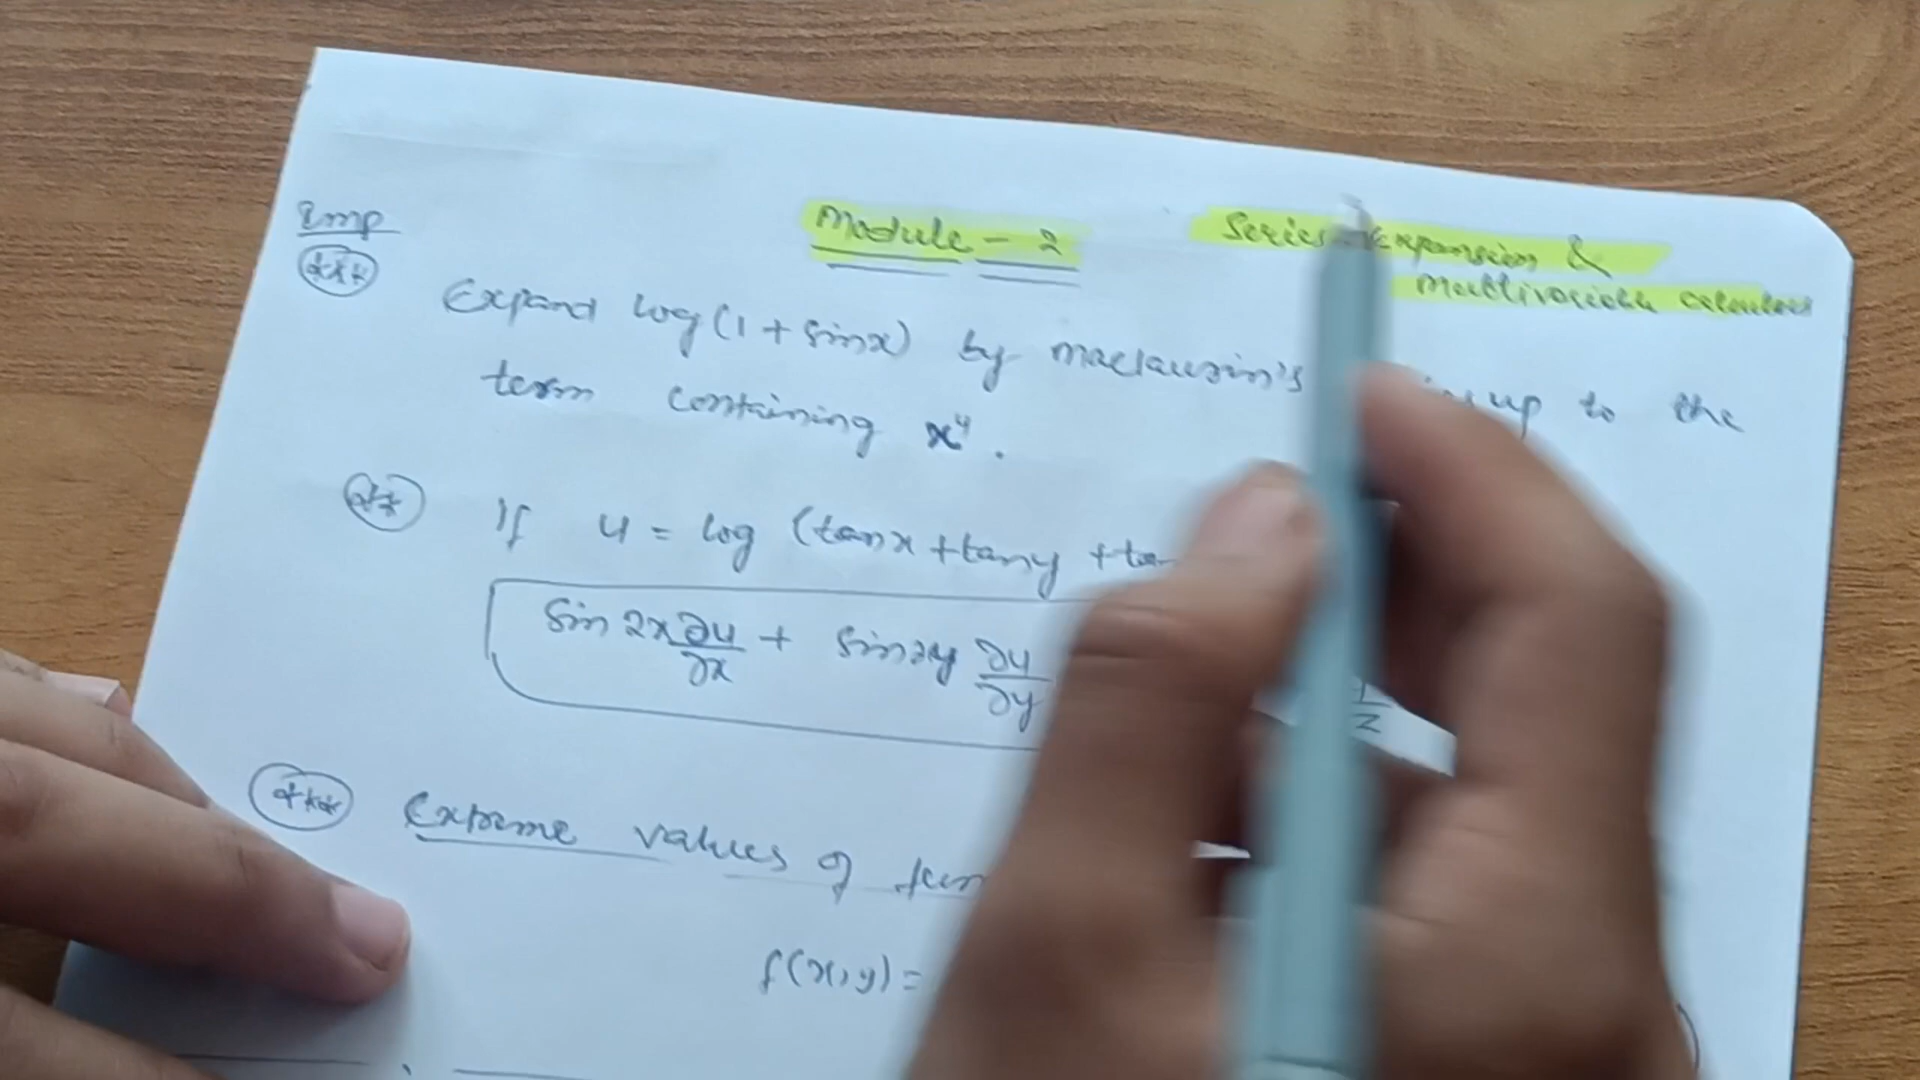 Imp
Module - 2
Series Expansion &
Multivariable calculus
***
Expand log(1 + sinx) by maclaurin's up to the
term containing x⁴.
**
If u = log (tanx + tany +
sin 2x ∂u/∂x + sin2y ∂u/∂y
***
Extreme values of
f(x,y) =